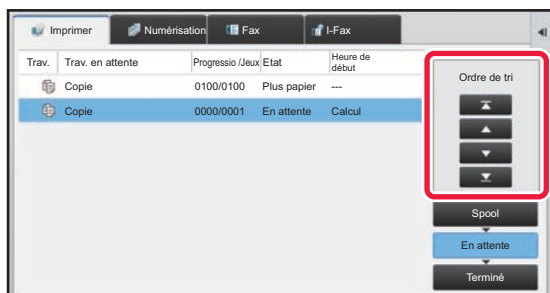 Imprimer Numérisation Fax I-Fax
Trav. Trav. en attente Progressio /Jeux Etat Heure de début
Copie 0100/0100 Plus papier ---
Copie 0000/0001 En attente Calcul
Ordre de tri
Spool
En attente
Terminé